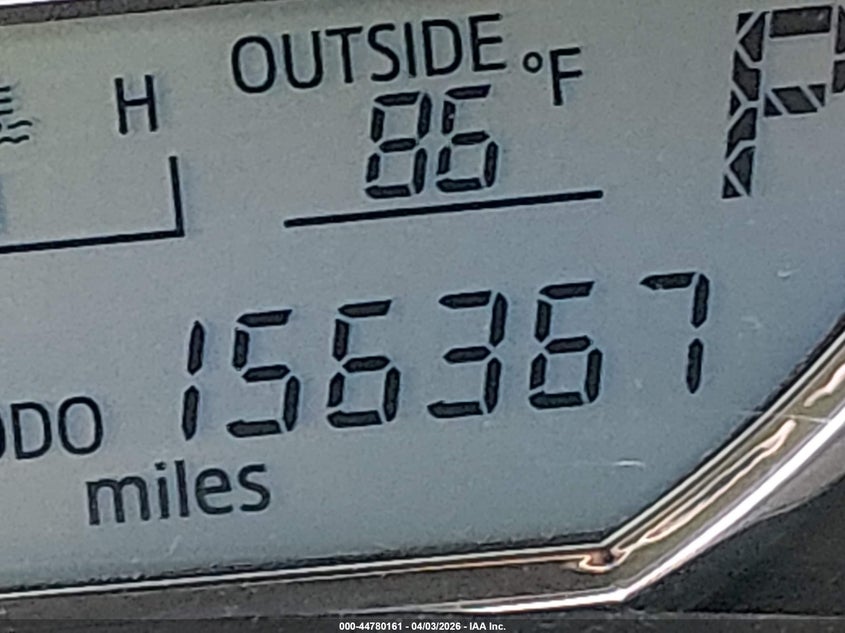 OUTSIDE °F
H
86
P
156367
ODO
miles
000-44780161 - 04/03/2026 - IAA Inc.